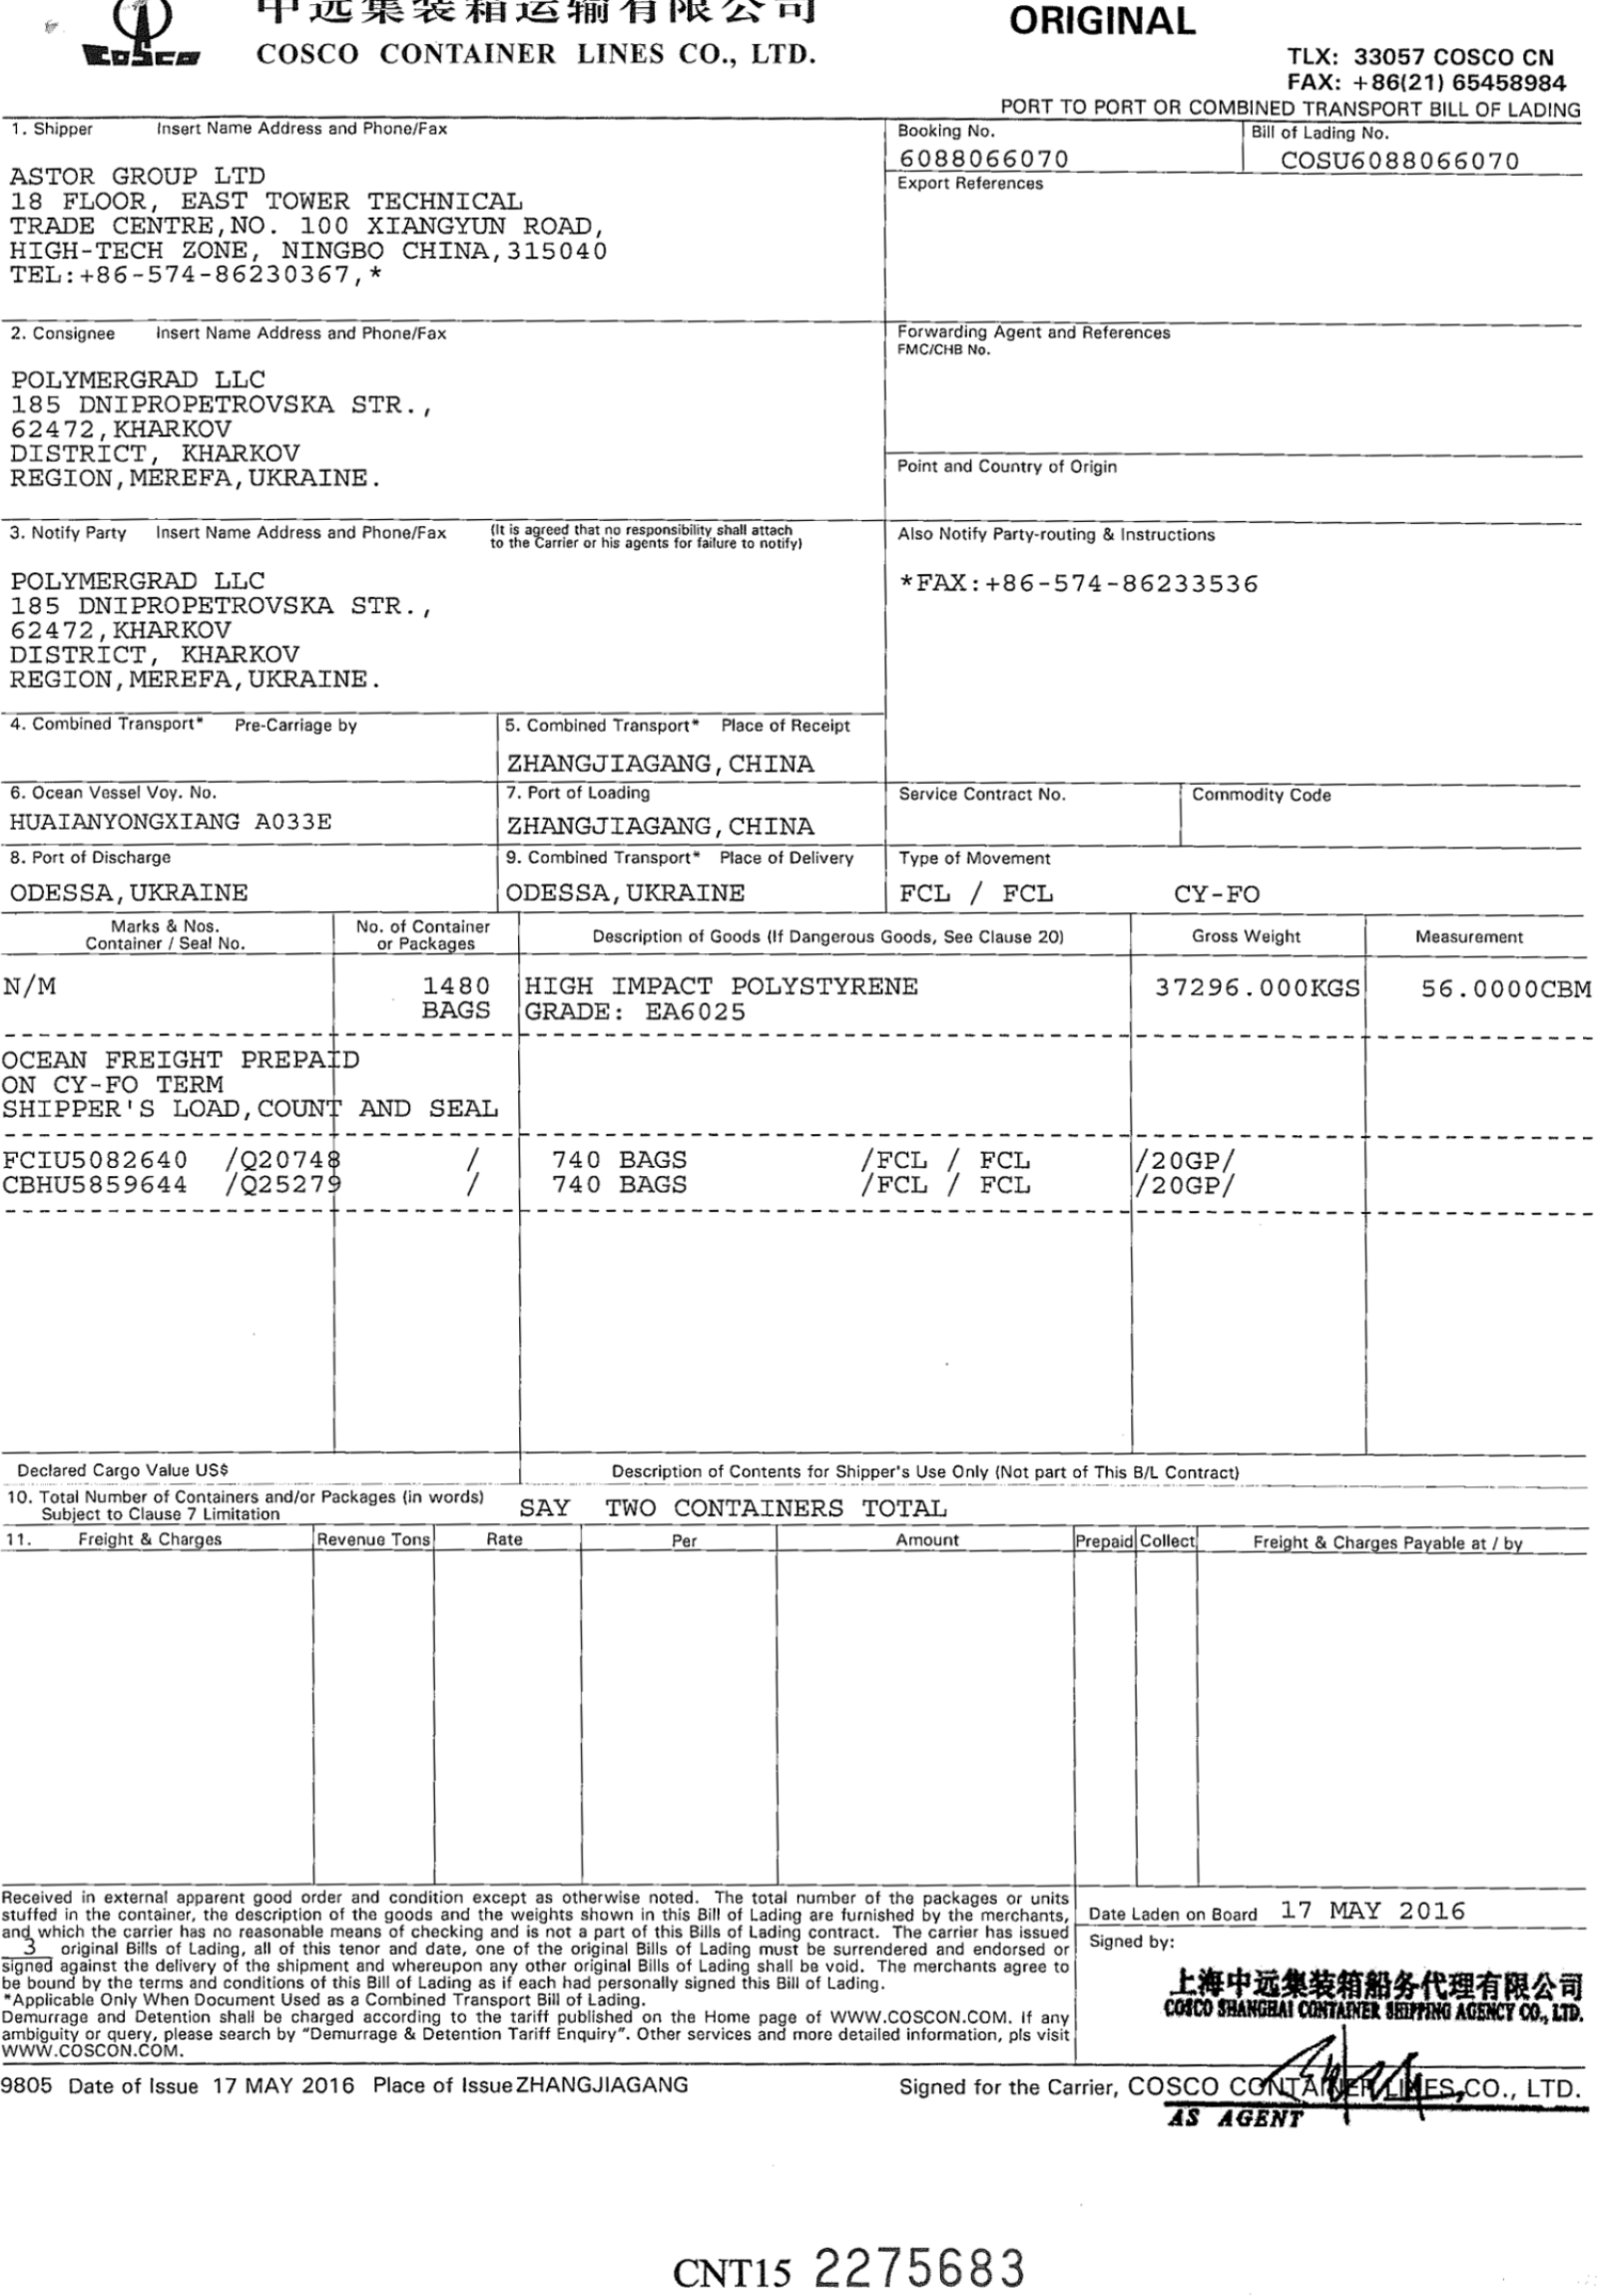 中远集装箱运输有限公司
COSCO
COSCO CONTAINER LINES CO., LTD.
ORIGINAL
TLX: 33057 COSCO CN
FAX: +86(21) 65458984
PORT TO PORT OR COMBINED TRANSPORT BILL OF LADING
1. Shipper Insert Name Address and Phone/Fax
ASTOR GROUP LTD
18 FLOOR, EAST TOWER TECHNICAL
TRADE CENTRE,NO. 100 XIANGYUN ROAD,
HIGH-TECH ZONE, NINGBO CHINA,315040
TEL:+86-574-86230367,*
Booking No.
6088066070
Bill of Lading No.
COSU6088066070
Export References
2. Consignee Insert Name Address and Phone/Fax
POLYMERGRAD LLC
185 DNIPROPETROVSKA STR.,
62472,KHARKOV
DISTRICT, KHARKOV
REGION,MEREFA,UKRAINE.
Forwarding Agent and References
FMC/CHB No.
Point and Country of Origin
3. Notify Party Insert Name Address and Phone/Fax (It is agreed that no responsibility shall attach
to the Carrier or his agents for failure to notify)
POLYMERGRAD LLC
185 DNIPROPETROVSKA STR.,
62472,KHARKOV
DISTRICT, KHARKOV
REGION,MEREFA,UKRAINE.
Also Notify Party-routing & Instructions
*FAX:+86-574-86233536
4. Combined Transport* Pre-Carriage by
5. Combined Transport* Place of Receipt
ZHANGJIAGANG,CHINA
6. Ocean Vessel Voy. No.
HUAIANYONGXIANG A033E
7. Port of Loading
ZHANGJIAGANG,CHINA
Service Contract No.
Commodity Code
8. Port of Discharge
ODESSA,UKRAINE
9. Combined Transport* Place of Delivery
ODESSA,UKRAINE
Type of Movement
FCL / FCL CY-FO
Marks & Nos.
Container / Seal No.
No. of Container
or Packages
Description of Goods (If Dangerous Goods, See Clause 20)
Gross Weight
Measurement
N/M 1480 HIGH IMPACT POLYSTYRENE 37296.000KGS 56.0000CBM
BAGS GRADE: EA6025
OCEAN FREIGHT PREPAID
ON CY-FO TERM
SHIPPER'S LOAD,COUNT AND SEAL
FCIU5082640 /Q20748 / 740 BAGS /FCL / FCL /20GP/
CBHU5859644 /Q25279 / 740 BAGS /FCL / FCL /20GP/
Declared Cargo Value US$
Description of Contents for Shipper's Use Only (Not part of This B/L Contract)
10. Total Number of Containers and/or Packages (in words)
Subject to Clause 7 Limitation
SAY TWO CONTAINERS TOTAL
11. Freight & Charges Revenue Tons Rate Per Amount Prepaid Collect Freight & Charges Payable at / by
Received in external apparent good order and condition except as otherwise noted. The total number of the packages or units
stuffed in the container, the description of the goods and the weights shown in this Bill of Lading are furnished by the merchants,
and which the carrier has no reasonable means of checking and is not a part of this Bills of Lading contract. The carrier has issued
3 original Bills of Lading, all of this tenor and date, one of the original Bills of Lading must be surrendered and endorsed or
signed against the delivery of the shipment and whereupon any other original Bills of Lading shall be void. The merchants agree to
be bound by the terms and conditions of this Bill of Lading as if each had personally signed this Bill of Lading.
*Applicable Only When Document Used as a Combined Transport Bill of Lading.
Demurrage and Detention shall be charged according to the tariff published on the Home page of WWW.COSCON.COM. If any
ambiguity or query, please search by "Demurrage & Detention Tariff Enquiry". Other services and more detailed information, pls visit
WWW.COSCON.COM.
Date Laden on Board 17 MAY 2016
Signed by:
上海中远集装箱船务代理有限公司
COSCO SHANGHAI CONTAINER SHIPPING AGENCY CO., LTD.
9805 Date of Issue 17 MAY 2016 Place of Issue ZHANGJIAGANG
Signed for the Carrier, COSCO CONTAINER LINES,CO., LTD.
AS AGENT
CNT15 2275683